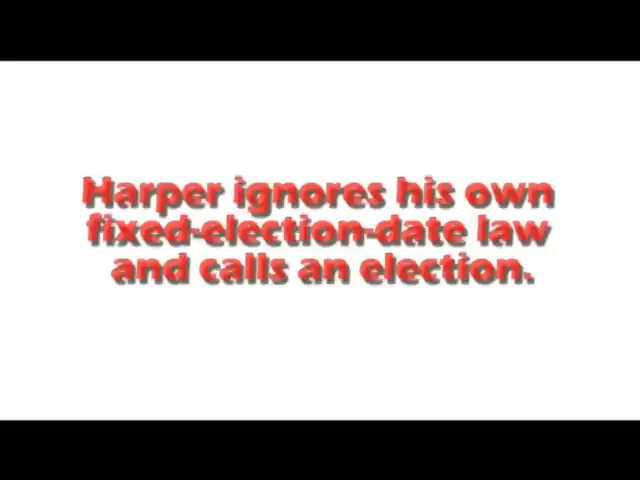 Harper ignores his own
fixed-election-date law
and calls an election.